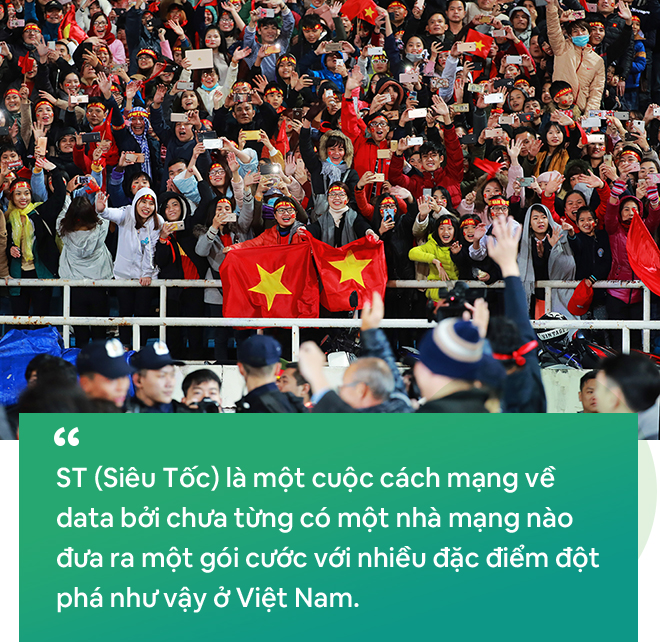 “
ST (Siêu Tốc) là một cuộc cách mạng về
data bởi chưa từng có một nhà mạng nào
đưa ra một gói cước với nhiều đặc điểm đột
phá như vậy ở Việt Nam.